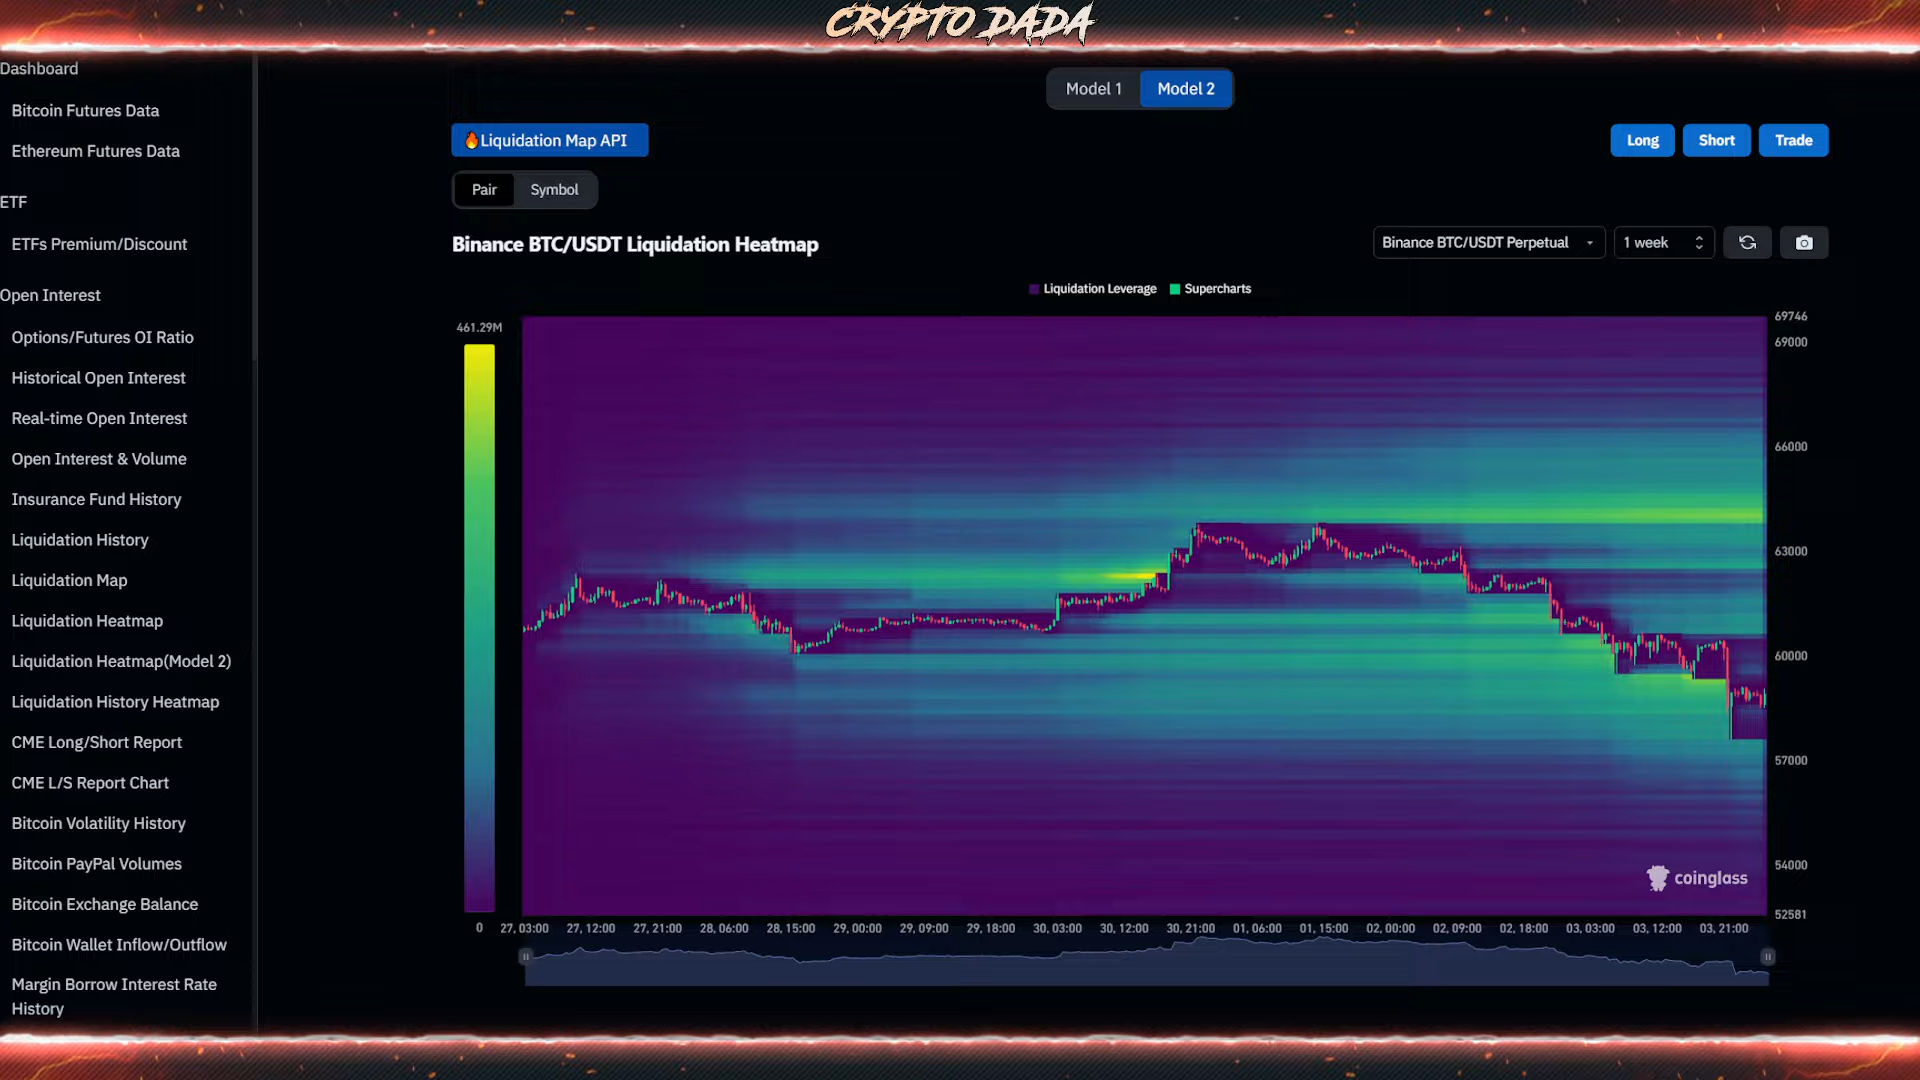 CRYPTO DADA
Dashboard
Bitcoin Futures Data
Ethereum Futures Data
ETF
ETFs Premium/Discount
Open Interest
Options/Futures OI Ratio
Historical Open Interest
Real-time Open Interest
Open Interest & Volume
Insurance Fund History
Liquidation History
Liquidation Map
Liquidation Heatmap
Liquidation Heatmap(Model 2)
Liquidation History Heatmap
CME Long/Short Report
CME L/S Report Chart
Bitcoin Volatility History
Bitcoin PayPal Volumes
Bitcoin Exchange Balance
Bitcoin Wallet Inflow/Outflow
Margin Borrow Interest Rate
History
Model 1 Model 2
🔥Liquidation Map API
Long Short Trade
Pair Symbol
Binance BTC/USDT Liquidation Heatmap
Binance BTC/USDT Perpetual 1 week
Liquidation Leverage Supercharts
461.29M
0
69746
69000
66000
63000
60000
57000
54000
52581
coinglass
27, 03:00 27, 12:00 27, 21:00 28, 06:00 28, 15:00 29, 00:00 29, 09:00 29, 18:00 30, 03:00 30, 12:00 30, 21:00 01, 06:00 01, 15:00 02, 00:00 02, 09:00 02, 18:00 03, 03:00 03, 12:00 03, 21:00